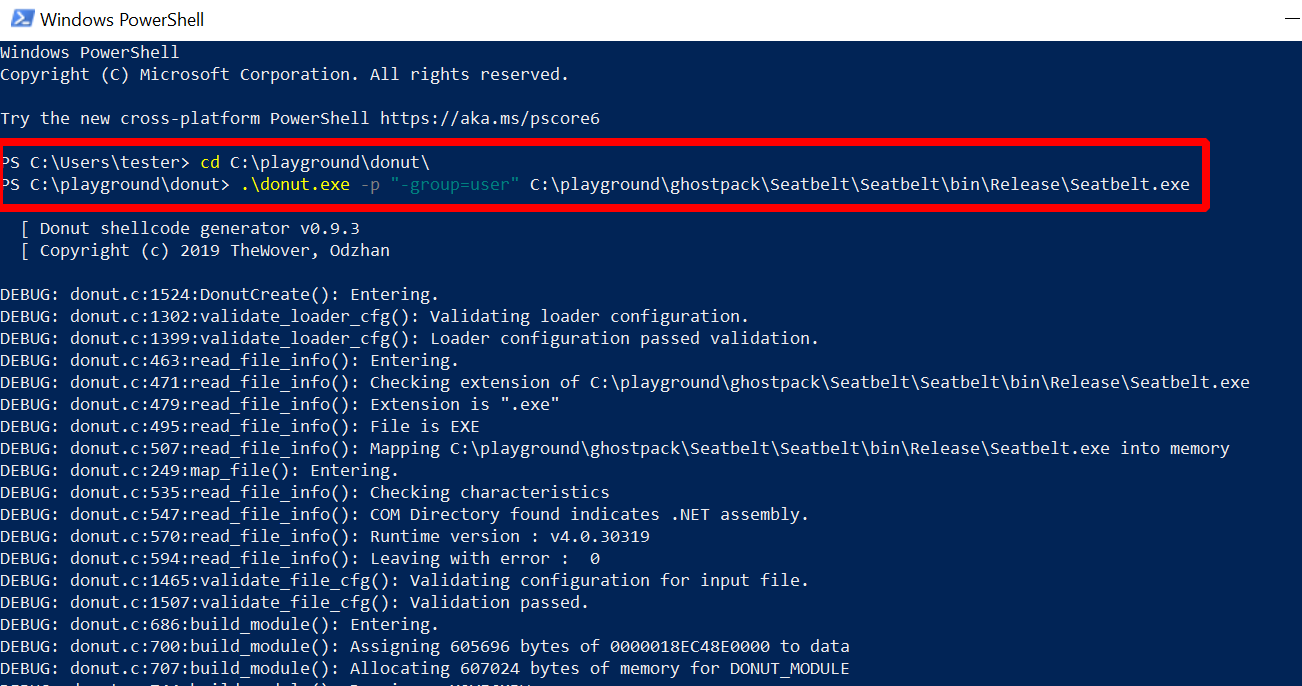 Windows PowerShell
Windows PowerShell
Copyright (C) Microsoft Corporation. All rights reserved.
Try the new cross-platform PowerShell https://aka.ms/pscore6
PS C:\Users\tester> cd C:\playground\donut\
PS C:\playground\donut> .\donut.exe -p "-group=user" C:\playground\ghostpack\Seatbelt\Seatbelt\bin\Release\Seatbelt.exe
[ Donut shellcode generator v0.9.3
[ Copyright (c) 2019 TheWover, Odzhan
DEBUG: donut.c:1524:DonutCreate(): Entering.
DEBUG: donut.c:1302:validate_loader_cfg(): Validating loader configuration.
DEBUG: donut.c:1399:validate_loader_cfg(): Loader configuration passed validation.
DEBUG: donut.c:463:read_file_info(): Entering.
DEBUG: donut.c:471:read_file_info(): Checking extension of C:\playground\ghostpack\Seatbelt\Seatbelt\bin\Release\Seatbelt.exe
DEBUG: donut.c:479:read_file_info(): Extension is ".exe"
DEBUG: donut.c:495:read_file_info(): File is EXE
DEBUG: donut.c:507:read_file_info(): Mapping C:\playground\ghostpack\Seatbelt\Seatbelt\bin\Release\Seatbelt.exe into memory
DEBUG: donut.c:249:map_file(): Entering.
DEBUG: donut.c:535:read_file_info(): Checking characteristics
DEBUG: donut.c:547:read_file_info(): COM Directory found indicates .NET assembly.
DEBUG: donut.c:570:read_file_info(): Runtime version : v4.0.30319
DEBUG: donut.c:594:read_file_info(): Leaving with error :  0
DEBUG: donut.c:1465:validate_file_cfg(): Validating configuration for input file.
DEBUG: donut.c:1507:validate_file_cfg(): Validation passed.
DEBUG: donut.c:686:build_module(): Entering.
DEBUG: donut.c:700:build_module(): Assigning 605696 bytes of 0000018EC48E0000 to data
DEBUG: donut.c:707:build_module(): Allocating 607024 bytes of memory for DONUT_MODULE